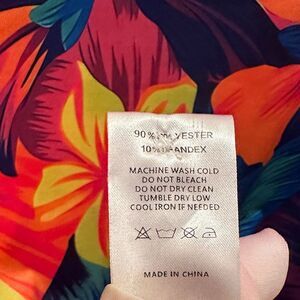 90%
10%
MACHINE WASH COLD
DO NOT BLEACH
DO NOT DRY CLEAN
TUMBLE DRY LOW
COOL IRON IF NEEDED
MADE IN CHINA